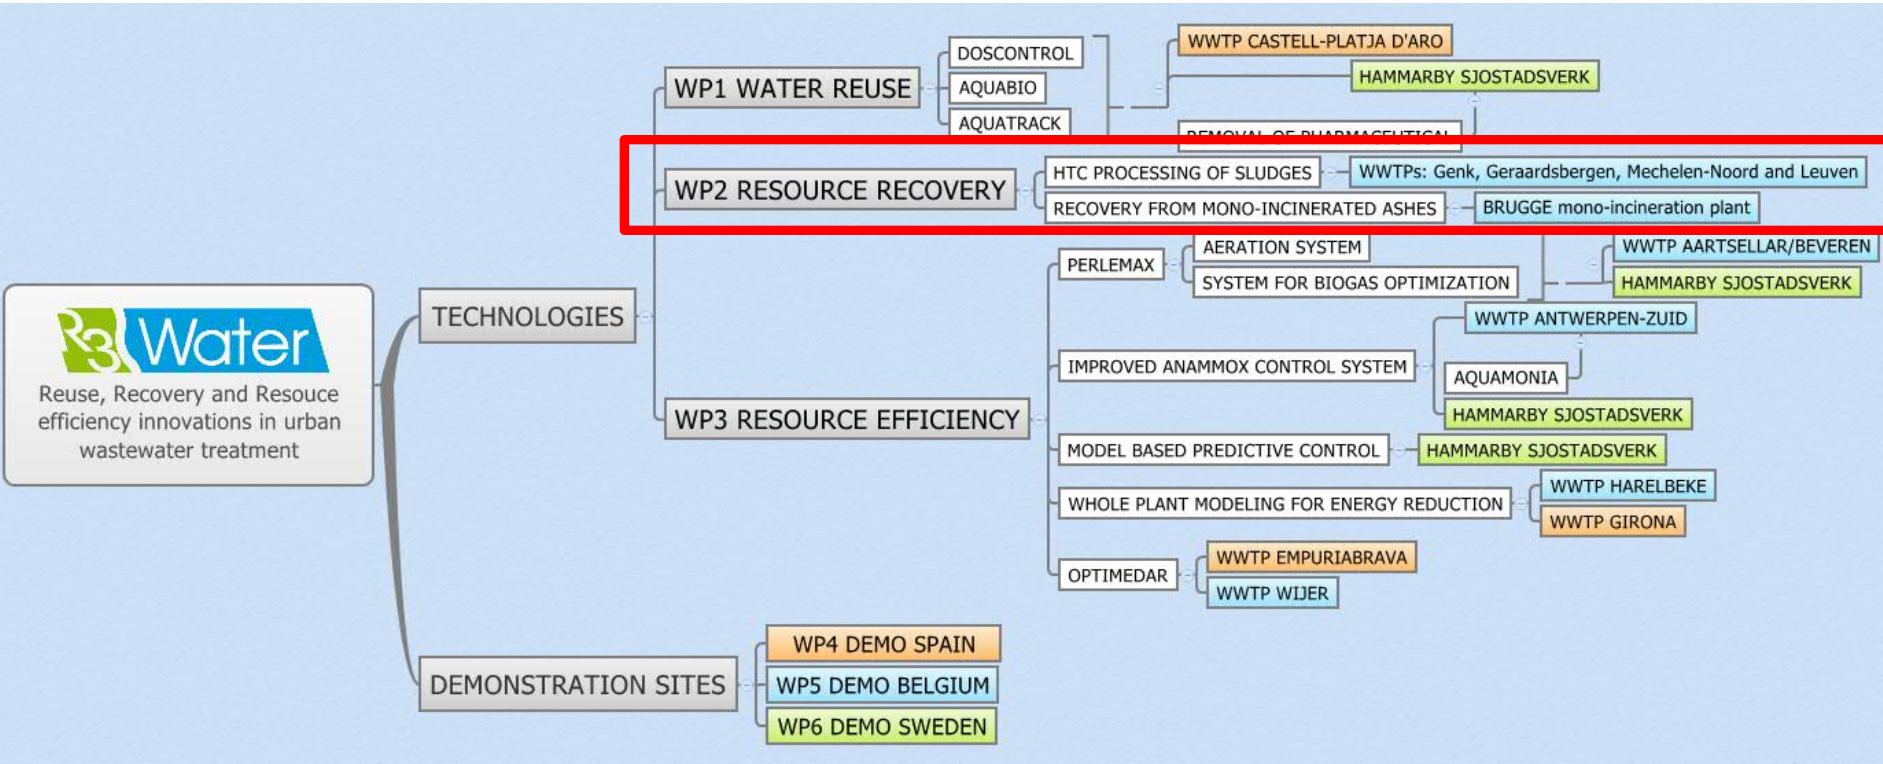 R3 Water
Reuse, Recovery and Resouce
efficiency innovations in urban
wastewater treatment
TECHNOLOGIES
WP1 WATER REUSE
DOSCONTROL
AQUABIO
AQUATRACK
WWTP CASTELL-PLATJA D'ARO
HAMMARBY SJOSTADSVERK
REMOVAL OF PHARMACEUTICAL
WP2 RESOURCE RECOVERY
HTC PROCESSING OF SLUDGES
WWTPs: Genk, Geraardsbergen, Mechelen-Noord and Leuven
RECOVERY FROM MONO-INCINERATED ASHES
BRUGGE mono-incineration plant
WP3 RESOURCE EFFICIENCY
PERLEMAX
AERATION SYSTEM
SYSTEM FOR BIOGAS OPTIMIZATION
WWTP AARTSELLAR/BEVEREN
HAMMARBY SJOSTADSVERK
IMPROVED ANAMMOX CONTROL SYSTEM
WWTP ANTWERPEN-ZUID
AQUAMONIA
HAMMARBY SJOSTADSVERK
MODEL BASED PREDICTIVE CONTROL
HAMMARBY SJOSTADSVERK
WHOLE PLANT MODELING FOR ENERGY REDUCTION
WWTP HARELBEKE
WWTP GIRONA
OPTIMEDAR
WWTP EMPURIABRAVA
WWTP WIJER
DEMONSTRATION SITES
WP4 DEMO SPAIN
WP5 DEMO BELGIUM
WP6 DEMO SWEDEN